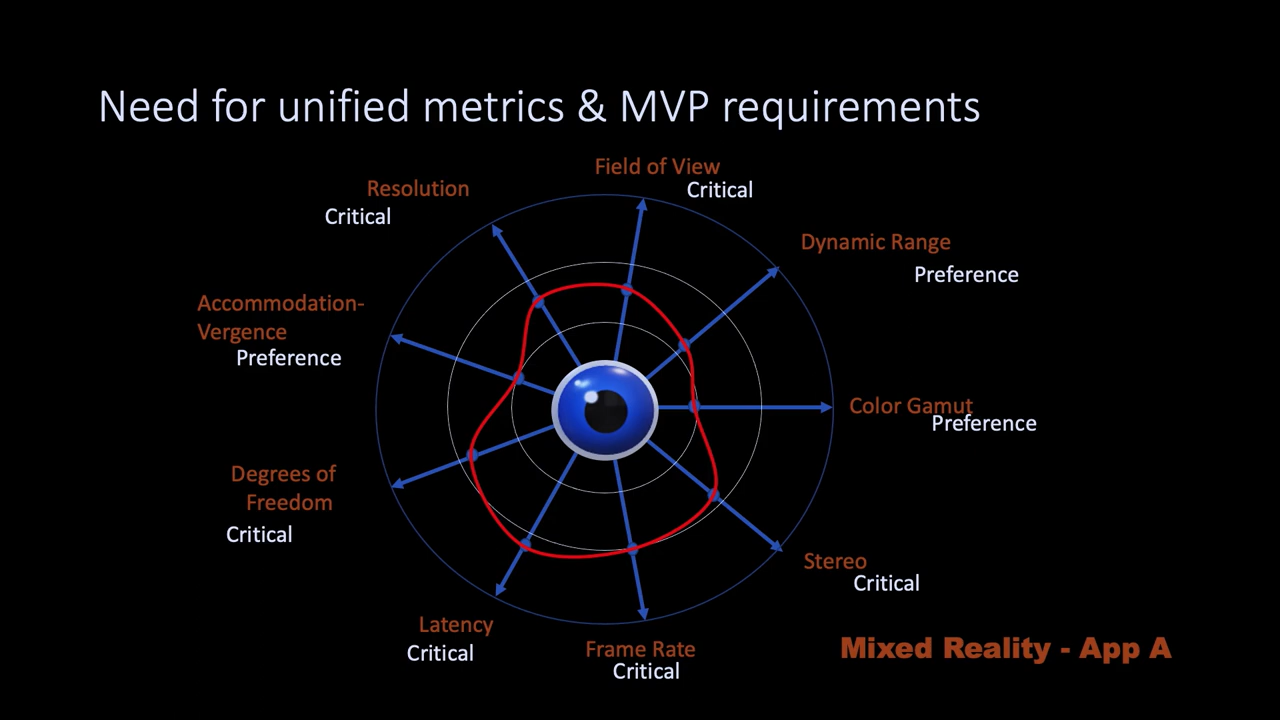 Need for unified metrics & MVP requirements
Field of View
Critical
Resolution
Critical
Dynamic Range
Preference
Accommodation-
Vergence
Preference
Color Gamut
Preference
Degrees of
Freedom
Critical
Stereo
Critical
Latency
Critical
Frame Rate
Critical
Mixed Reality - App A